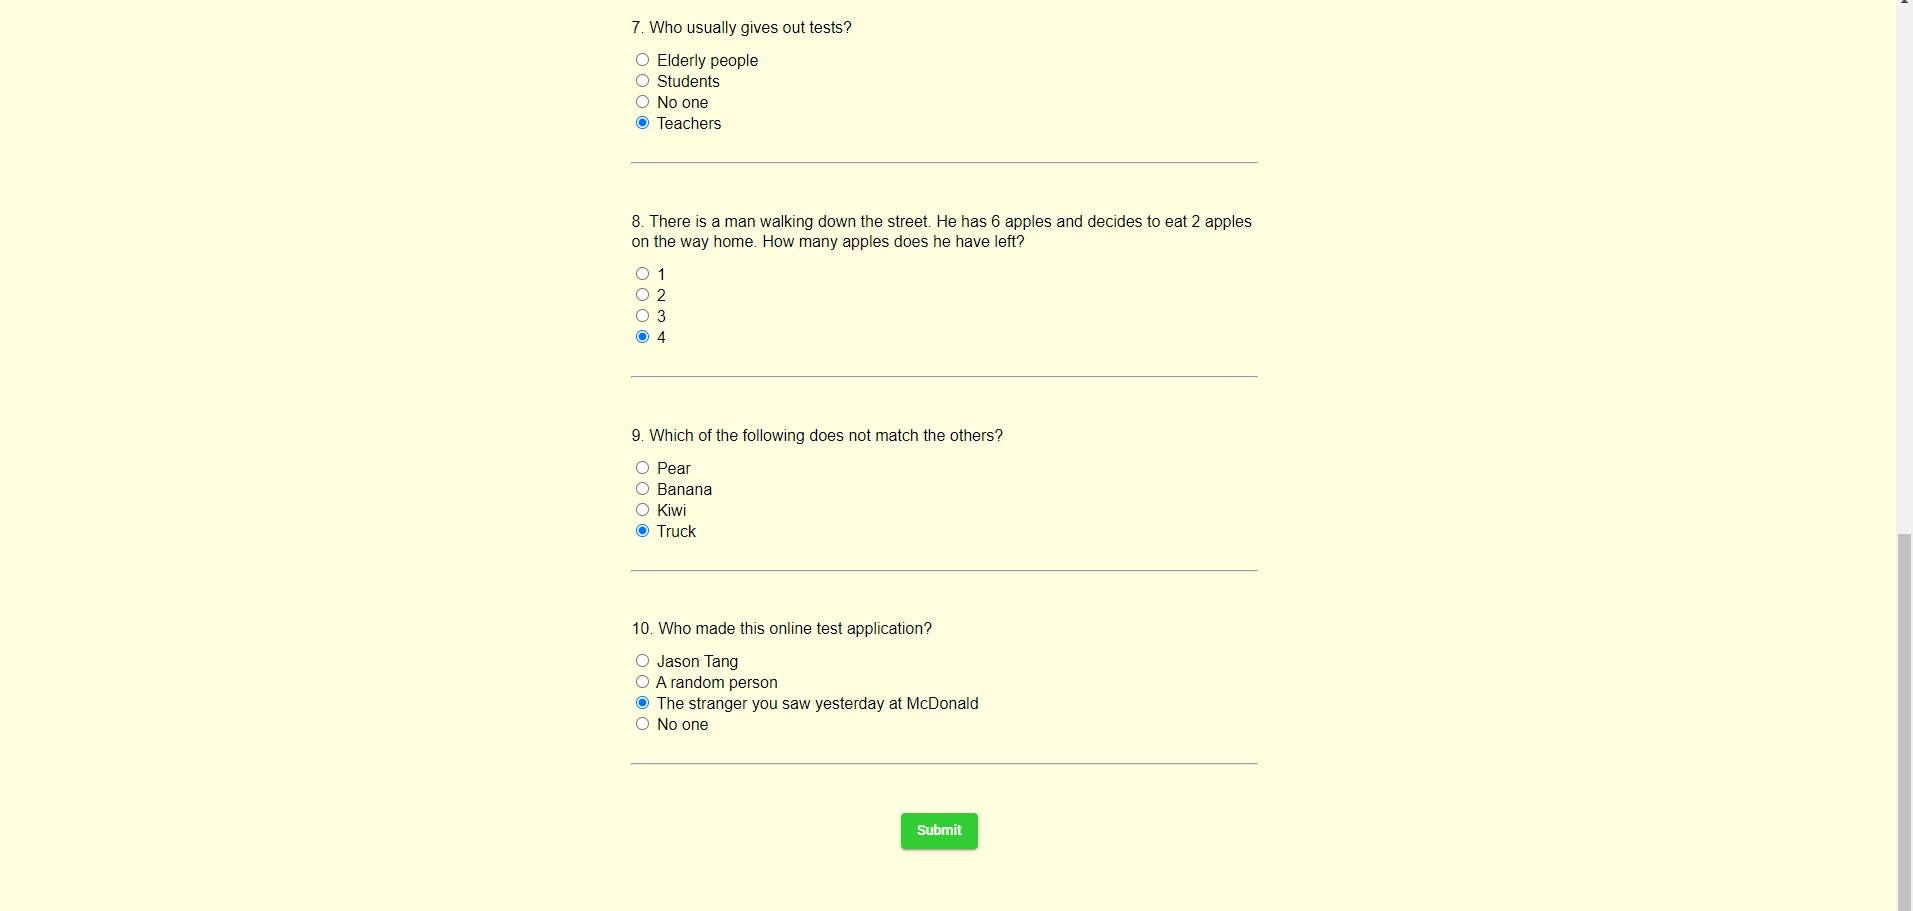 7. Who usually gives out tests?
Elderly people
Students
No one
Teachers
8. There is a man walking down the street. He has 6 apples and decides to eat 2 apples
on the way home. How many apples does he have left?
1
2
3
4
9. Which of the following does not match the others?
Pear
Banana
Kiwi
Truck
10. Who made this online test application?
Jason Tang
A random person
The stranger you saw yesterday at McDonald
No one
Submit